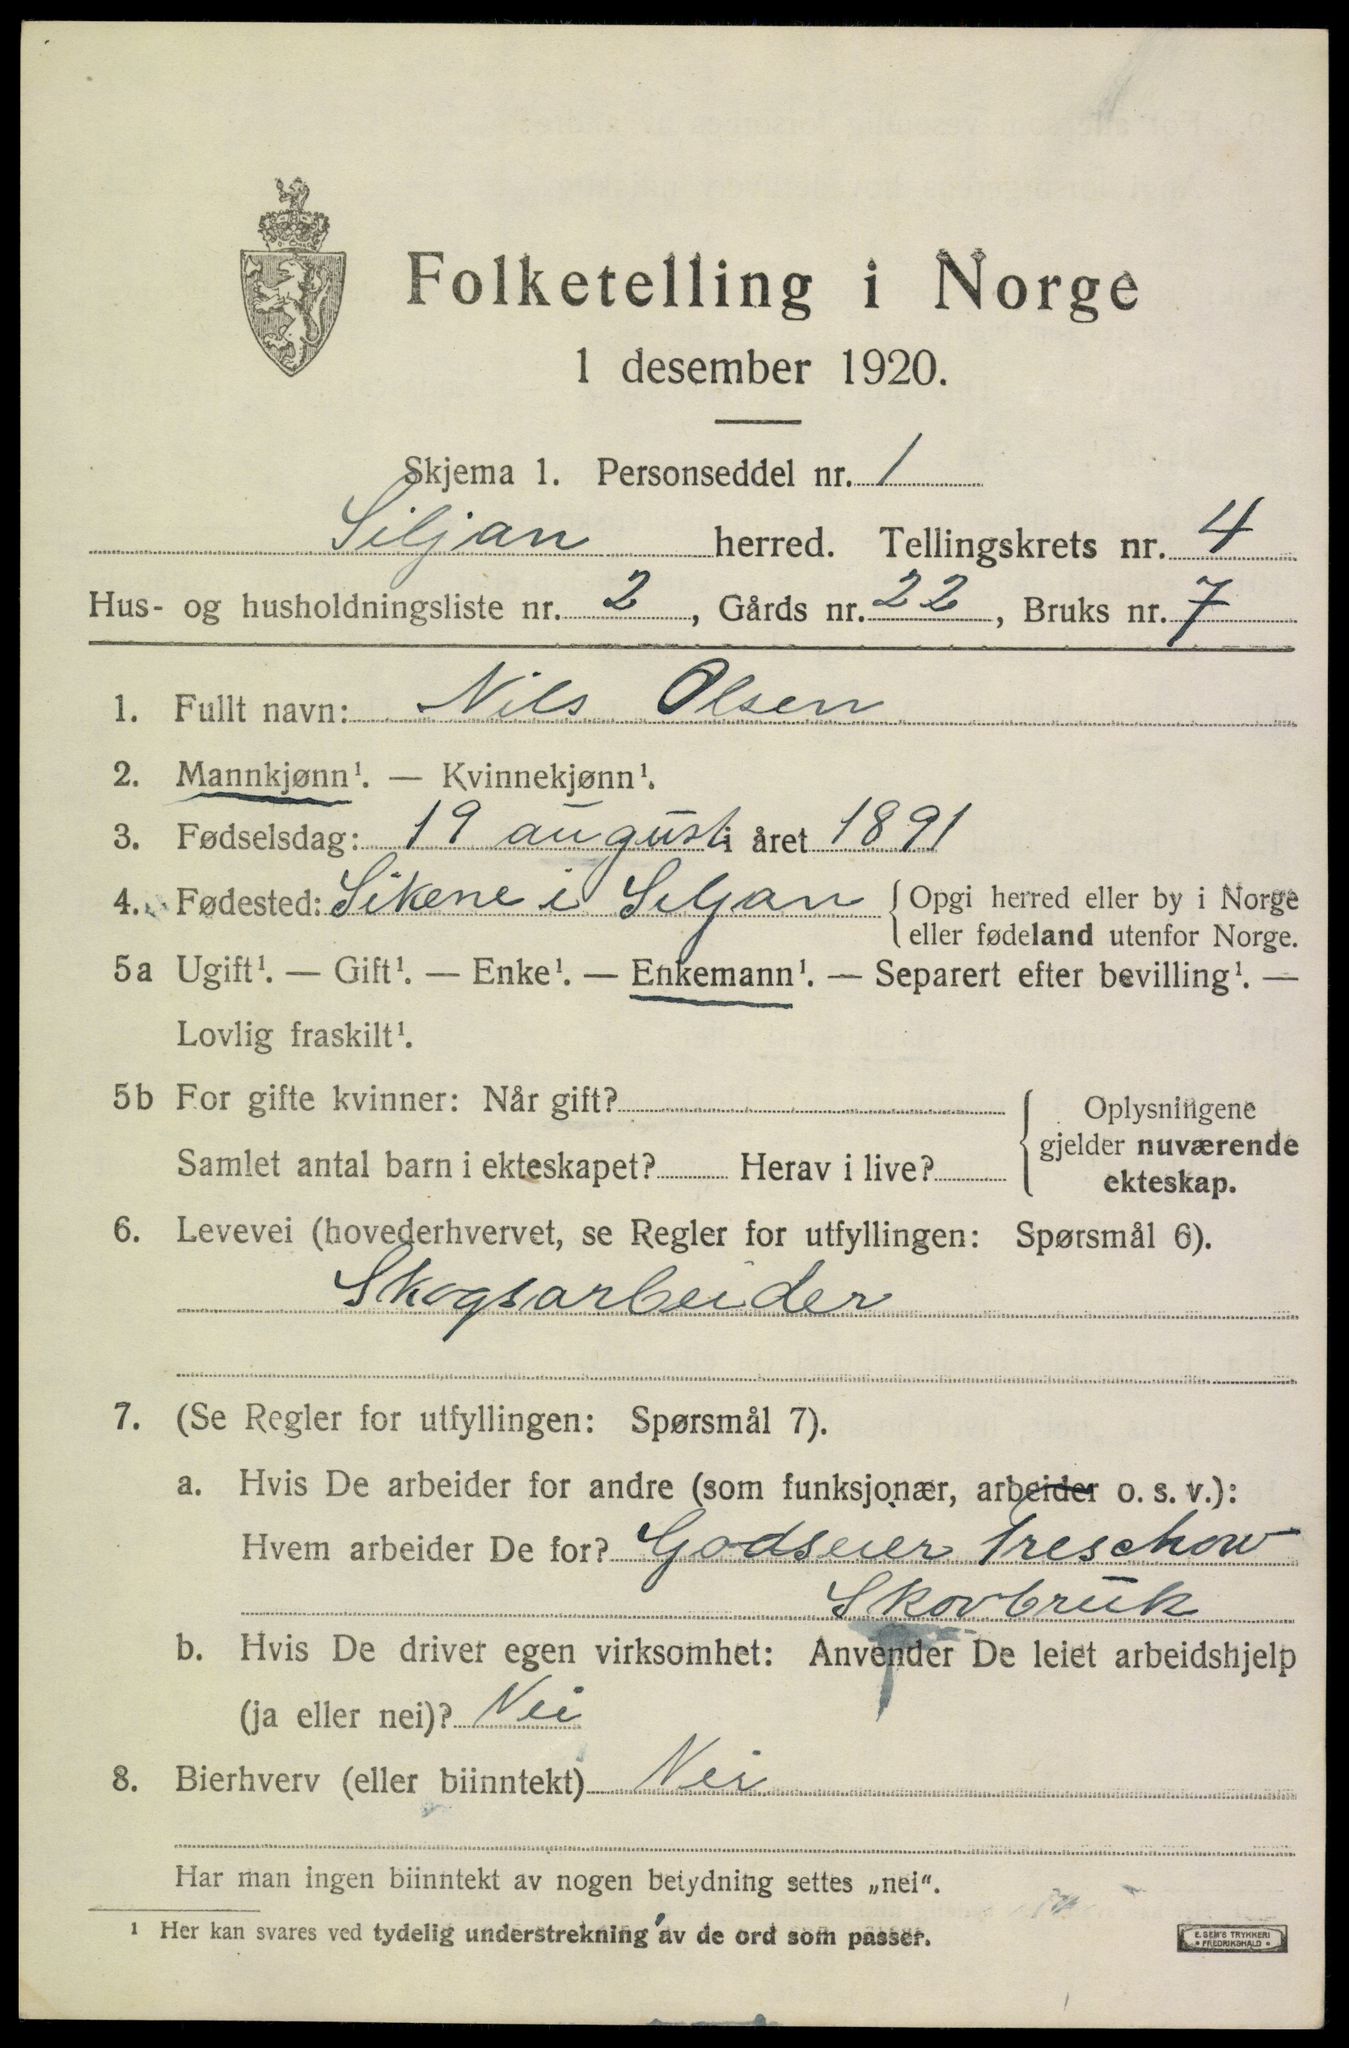 Folketelling i Norge
1 desember 1920.
Skjema 1. Personseddel nr. 1
Siljan herred. Tellingskrets nr. 4
Hus- og husholdningsliste nr. 2, Gårds nr. 22, Bruks nr. 7
1. Fullt navn: Nils Olsen
2. Mannkjønn¹. — Kvinnekjønn¹.
3. Fødselsdag: 19 august i året 1891
4. Fødested: Sikene i Siljan { Opgi herred eller by i Norge
eller fødeland utenfor Norge.
5a Ugift¹. — Gift¹. — Enke¹. — Enkemann¹. — Separert efter bevilling¹. —
Lovlig fraskilt¹.
5b For gifte kvinner: Når gift?
Samlet antal barn i ekteskapet? Herav i live?
Oplysningene
gjelder nuværende
ekteskap.
6. Levevei (hovederhvervet, se Regler for utfyllingen: Spørsmål 6).
Skogsarbeider
7. (Se Regler for utfyllingen: Spørsmål 7).
a. Hvis De arbeider for andre (som funksjonær, arbeider o. s. v.):
Hvem arbeider De for? Godseier Treschow
Skovbruk
b. Hvis De driver egen virksomhet: Anvender De leiet arbeidshjelp
(ja eller nei)? Nei
8. Bierhverv (eller biinntekt) Nei
Har man ingen biinntekt av nogen betydning settes „nei“.
¹ Her kan svares ved tydelig understrekning av de ord som passer.
E. SEM'S TRYKKERI
• FREDRIKSHALD •